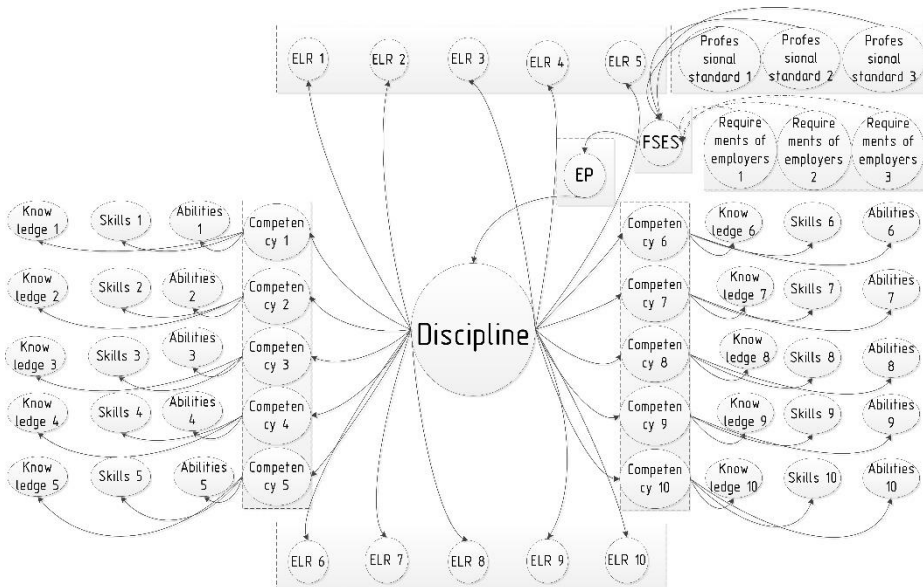 ELR 1
ELR 2
ELR 3
ELR 4
ELR 5
Profes
sional
standard 1
Profes
sional
standard 2
Profes
sional
standard 3
FSES
Require
ments of
employers
1
Require
ments of
employers
2
Require
ments of
employers
3
EP
Know
ledge 1
Skills 1
Abilities
1
Competen
cy 1
Know
ledge 2
Skills 2
Abilities
2
Competen
cy 2
Know
ledge 3
Skills 3
Abilities
3
Competen
cy 3
Know
ledge 4
Skills 4
Abilities
4
Competen
cy 4
Know
ledge 5
Skills 5
Abilities
5
Competen
cy 5
Discipline
Competen
cy 6
Know
ledge 6
Skills 6
Abilities
6
Competen
cy 7
Know
ledge 7
Skills 7
Abilities
7
Competen
cy 8
Know
ledge 8
Skills 8
Abilities
8
Competen
cy 9
Know
ledge 9
Skills 9
Abilities
9
Competen
cy 10
Know
ledge 10
Skills 10
Abilities
10
ELR 6
ELR 7
ELR 8
ELR 9
ELR 10